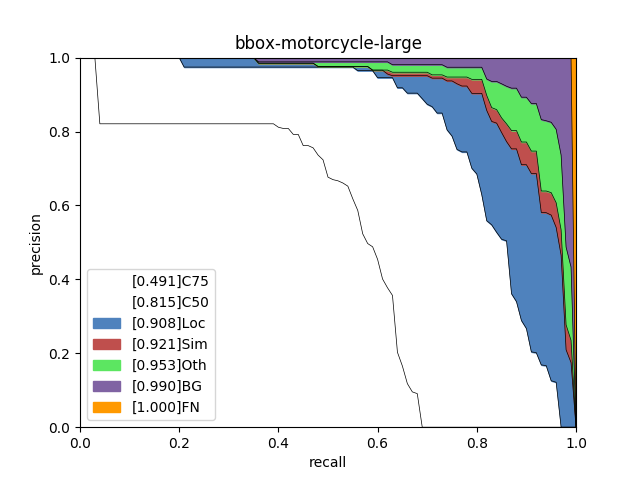 bbox-motorcycle-large
precision
1.0
0.8
0.6
0.4
0.2
0.0
[0.491]C75
[0.815]C50
[0.908]Loc
[0.921]Sim
[0.953]Oth
[0.990]BG
[1.000]FN
0.0 0.2 0.4 0.6 0.8 1.0
recall